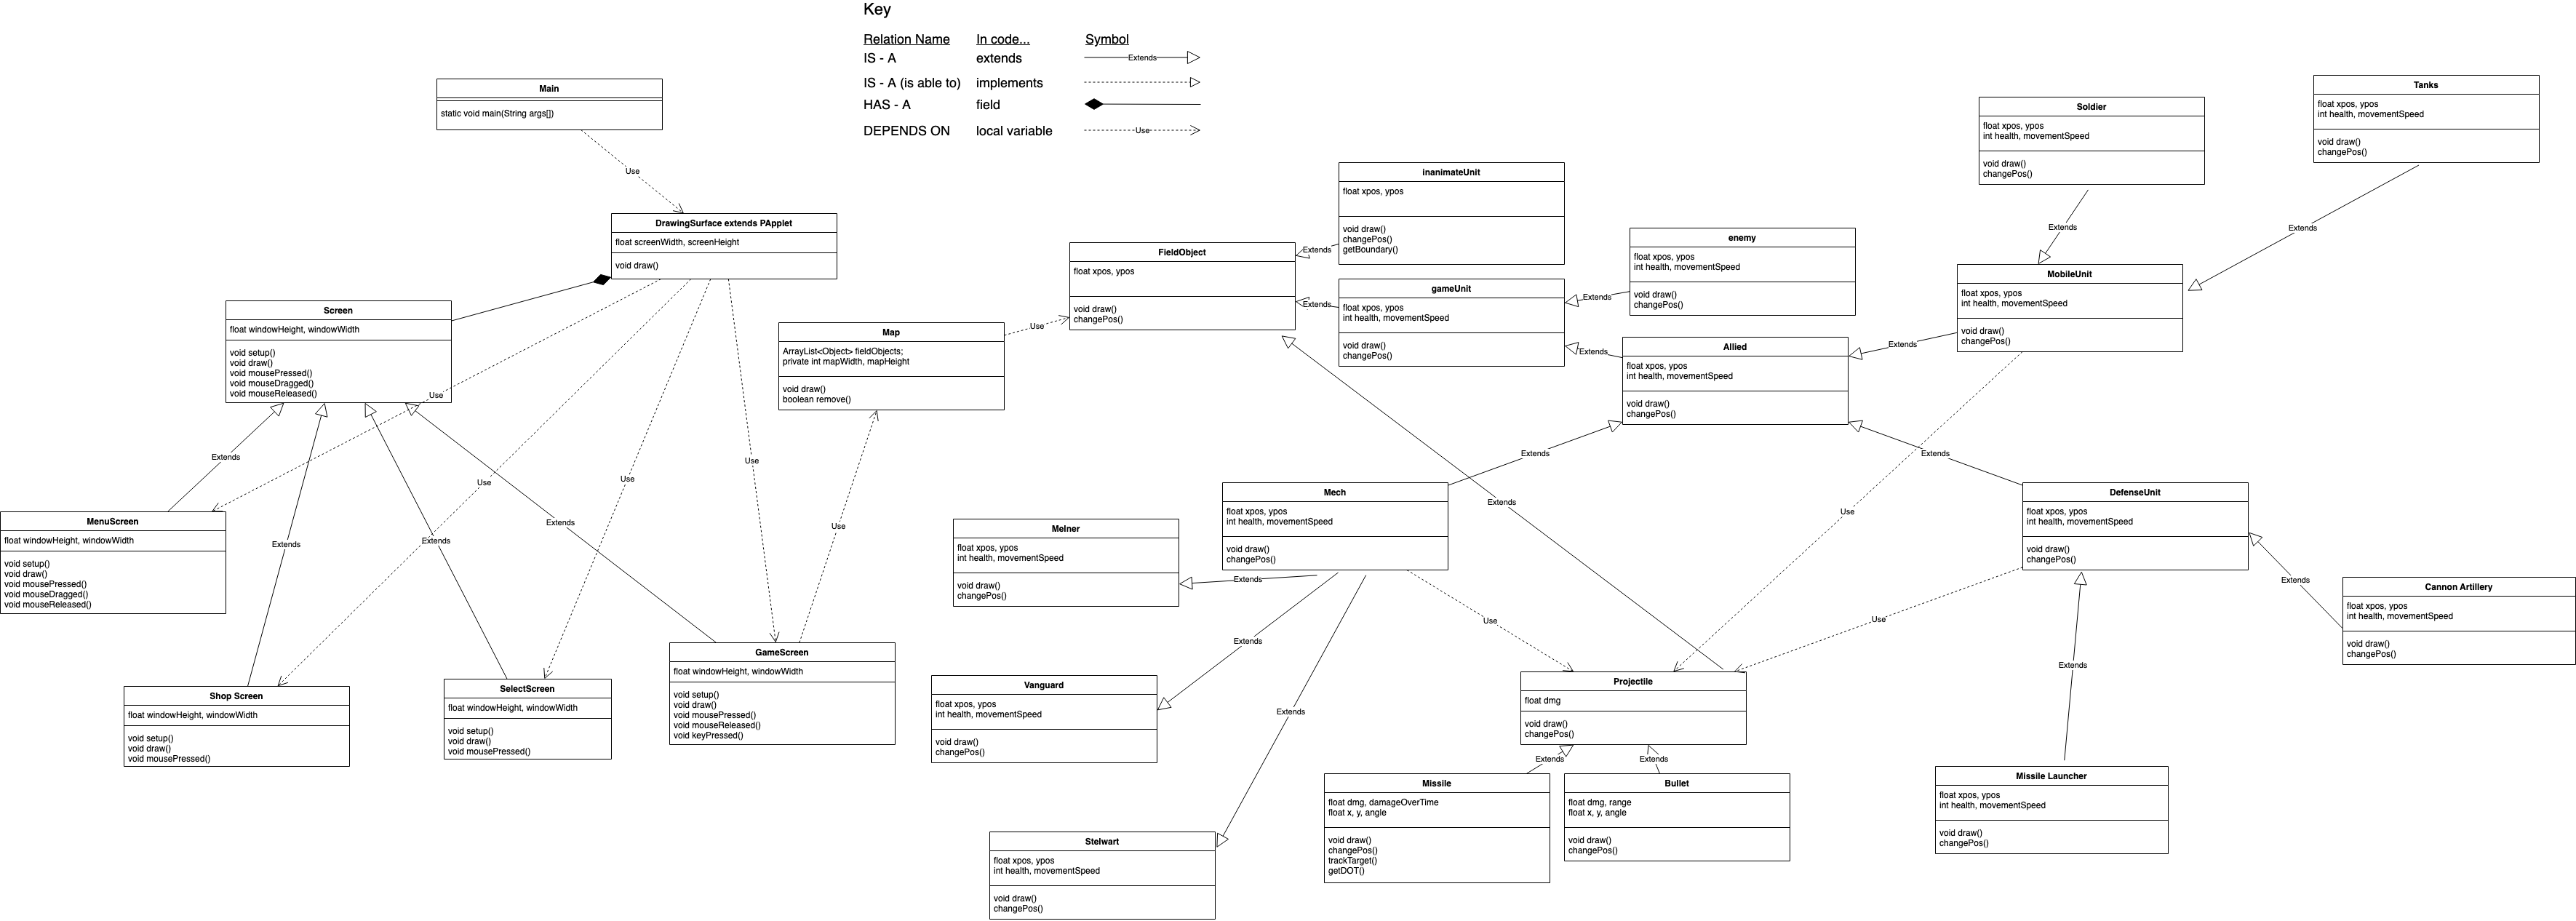 Key
Relation Name In code... Symbol
IS - A extends Extends
IS - A (is able to) implements
HAS - A field
DEPENDS ON local variable Use
Main
static void main(String args[])
Use
DrawingSurface extends PApplet
float screenWidth, screenHeight
void draw()
Screen
float windowHeight, windowWidth
void setup()
void draw()
void mousePressed()
void mouseDragged()
void mouseReleased()
Use
Extends
Use
Use
Use
Extends
Extends
Extends
Use
MenuScreen
float windowHeight, windowWidth
void setup()
void draw()
void mousePressed()
void mouseDragged()
void mouseReleased()
Shop Screen
float windowHeight, windowWidth
void setup()
void draw()
void mousePressed()
SelectScreen
float windowHeight, windowWidth
void setup()
void draw()
void mousePressed()
GameScreen
float windowHeight, windowWidth
void setup()
void draw()
void mousePressed()
void mouseReleased()
void keyPressed()
Map
ArrayList<Object> fieldObjects;
private int mapWidth, mapHeight
void draw()
boolean remove()
Use
FieldObject
float xpos, ypos
void draw()
changePos()
Extends
Extends
inanimateUnit
float xpos, ypos
void draw()
changePos()
getBoundary()
gameUnit
float xpos, ypos
int health, movementSpeed
void draw()
changePos()
Extends
Extends
enemy
float xpos, ypos
int health, movementSpeed
void draw()
changePos()
Allied
float xpos, ypos
int health, movementSpeed
void draw()
changePos()
Extends
Soldier
float xpos, ypos
int health, movementSpeed
void draw()
changePos()
Extends
Tanks
float xpos, ypos
int health, movementSpeed
void draw()
changePos()
Extends
MobileUnit
float xpos, ypos
int health, movementSpeed
void draw()
changePos()
Extends
Extends
Extends
Use
Mech
float xpos, ypos
int health, movementSpeed
void draw()
changePos()
DefenseUnit
float xpos, ypos
int health, movementSpeed
void draw()
changePos()
Melner
float xpos, ypos
int health, movementSpeed
void draw()
changePos()
Extends
Extends
Extends
Use
Use
Extends
Extends
Cannon Artillery
float xpos, ypos
int health, movementSpeed
void draw()
changePos()
Vanguard
float xpos, ypos
int health, movementSpeed
void draw()
changePos()
Projectile
float dmg
void draw()
changePos()
Extends
Extends
Missile
float dmg, damageOverTime
float x, y, angle
void draw()
changePos()
trackTarget()
getDOT()
Bullet
float dmg, range
float x, y, angle
void draw()
changePos()
Missile Launcher
float xpos, ypos
int health, movementSpeed
void draw()
changePos()
Stelwart
float xpos, ypos
int health, movementSpeed
void draw()
changePos()